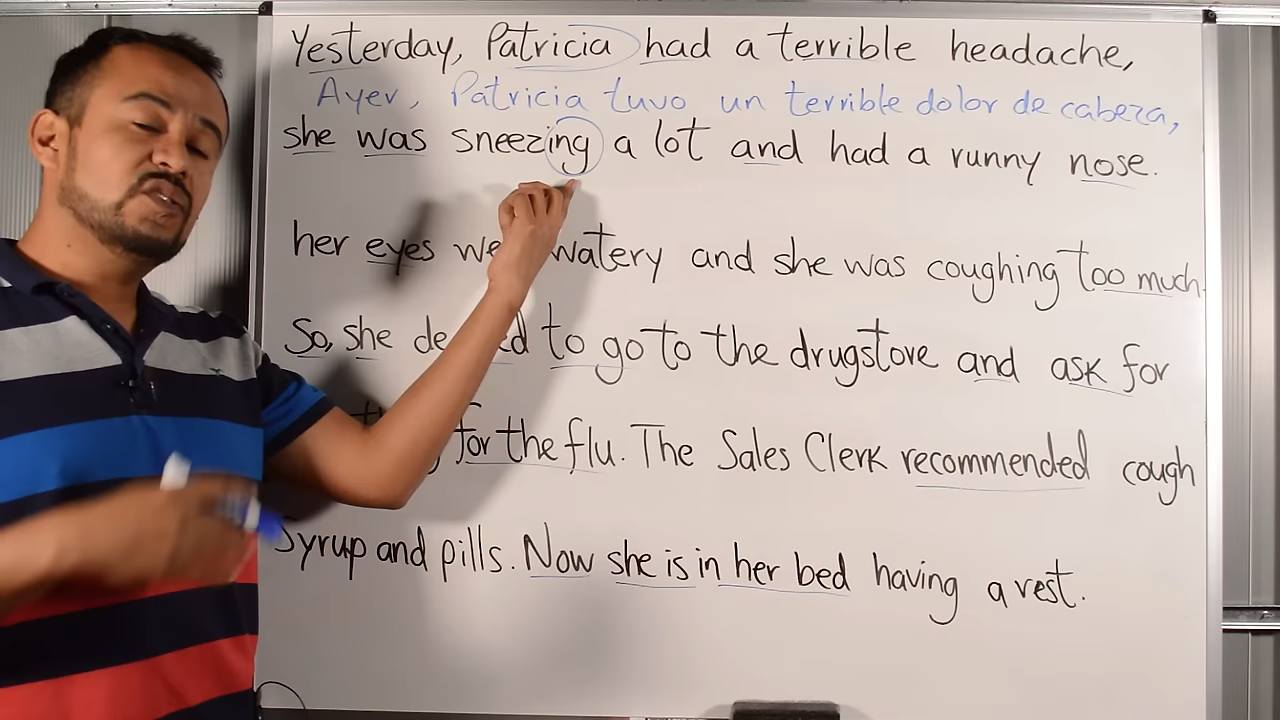 Yesterday, Patricia had a terrible headache,
Ayer, Patricia tuvo un terrible dolor de cabeza,
she was sneezing a lot and had a runny nose.
her eyes watery and she was coughing too much.
So, she to go to the drugstore and ask for
for the flu. The Sales Clerk recommended cough
Syrup and pills. Now she is in her bed having a rest.